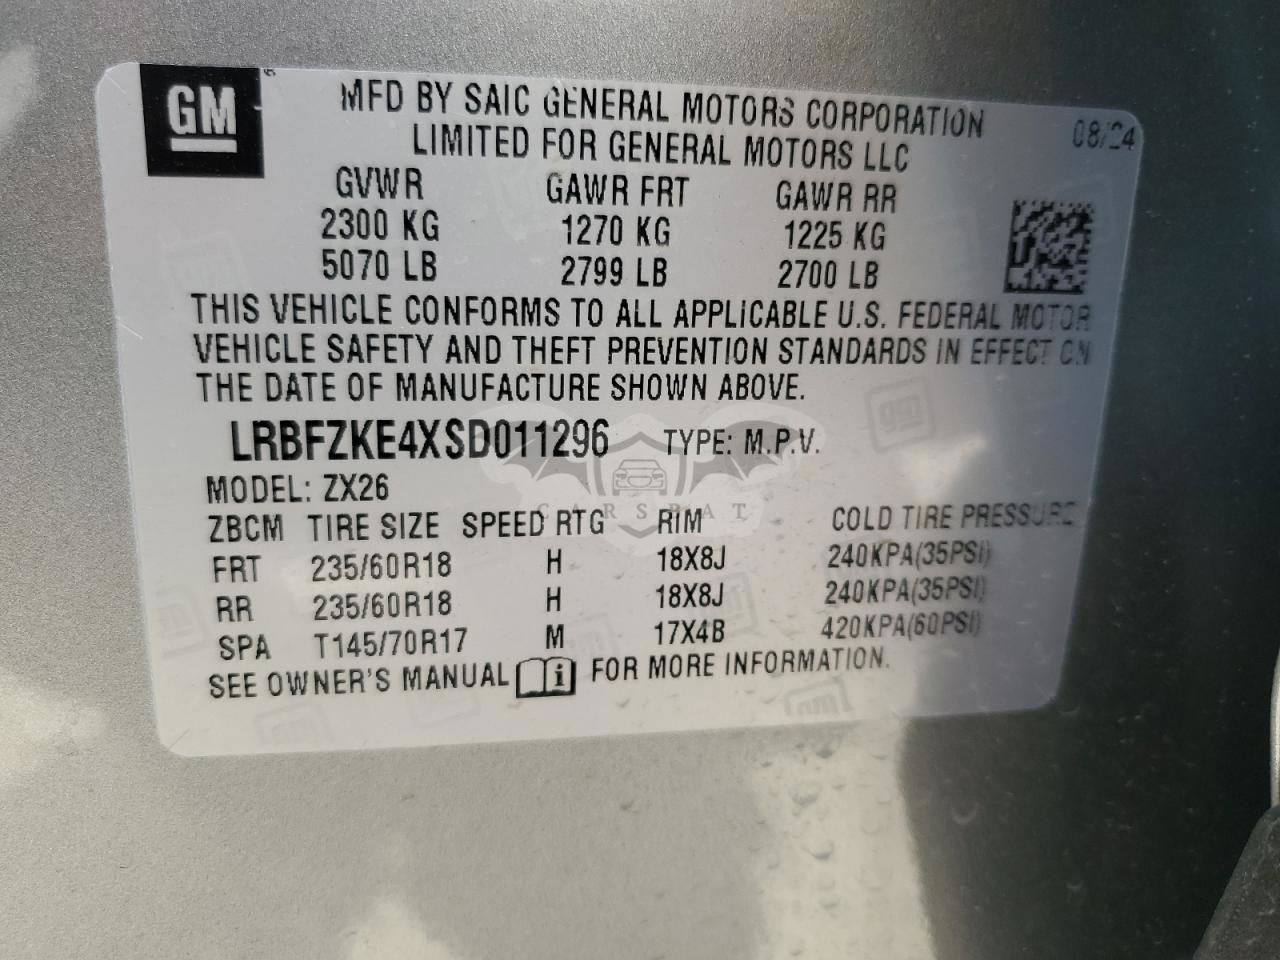 GM
MFD BY SAIC GENERAL MOTORS CORPORATION
LIMITED FOR GENERAL MOTORS LLC
08/24
GVWR GAWR FRT GAWR RR
2300 KG 1270 KG 1225 KG
5070 LB 2799 LB 2700 LB
THIS VEHICLE CONFORMS TO ALL APPLICABLE U.S. FEDERAL MOTOR
VEHICLE SAFETY AND THEFT PREVENTION STANDARDS IN EFFECT ON
THE DATE OF MANUFACTURE SHOWN ABOVE.
LRBFZKE4XSD011296 TYPE: M.P.V.
MODEL: ZX26
CARSBAT
ZBCM TIRE SIZE SPEED RTG RIM COLD TIRE PRESSURE
FRT 235/60R18 H 18X8J 240KPA(35PSI)
RR 235/60R18 H 18X8J 240KPA(35PSI)
SPA T145/70R17 M 17X4B 420KPA(60PSI)
SEE OWNER'S MANUAL i FOR MORE INFORMATION.